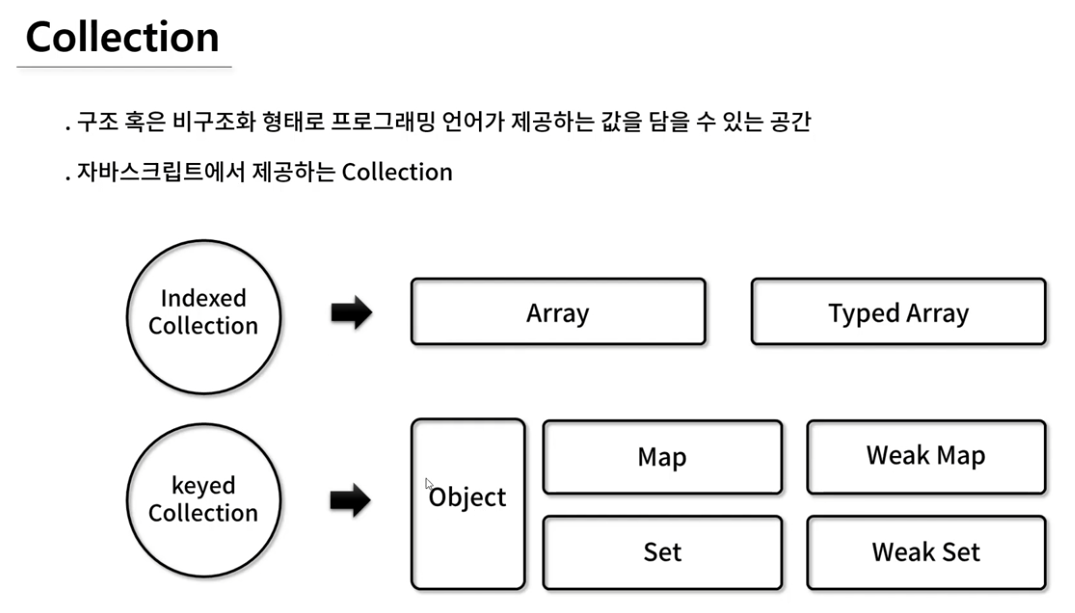 Collection
. 구조 혹은 비구조화 형태로 프로그래밍 언어가 제공하는 값을 담을 수 있는 공간
. 자바스크립트에서 제공하는 Collection
Indexed
Collection
Array
Typed Array
keyed
Collection
Object
Map
Weak Map
Set
Weak Set